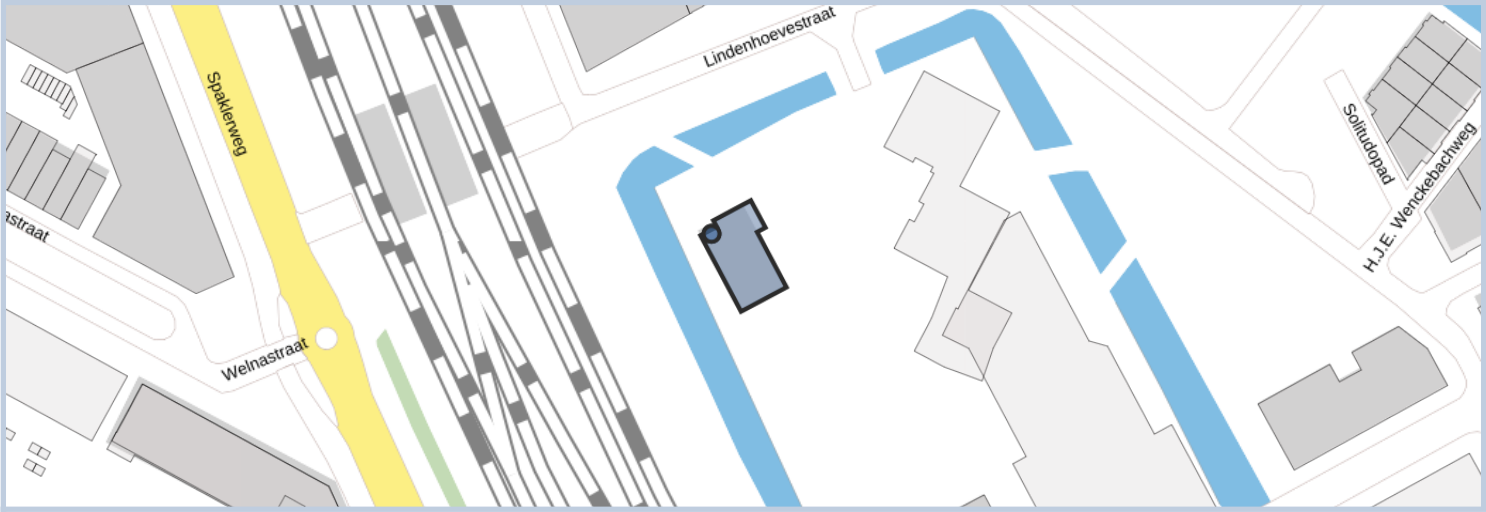 Lindenhoevestraat
Spaklerweg
Solitudopad
H.J.E. Wenckebachweg
astraat
Welnastraat